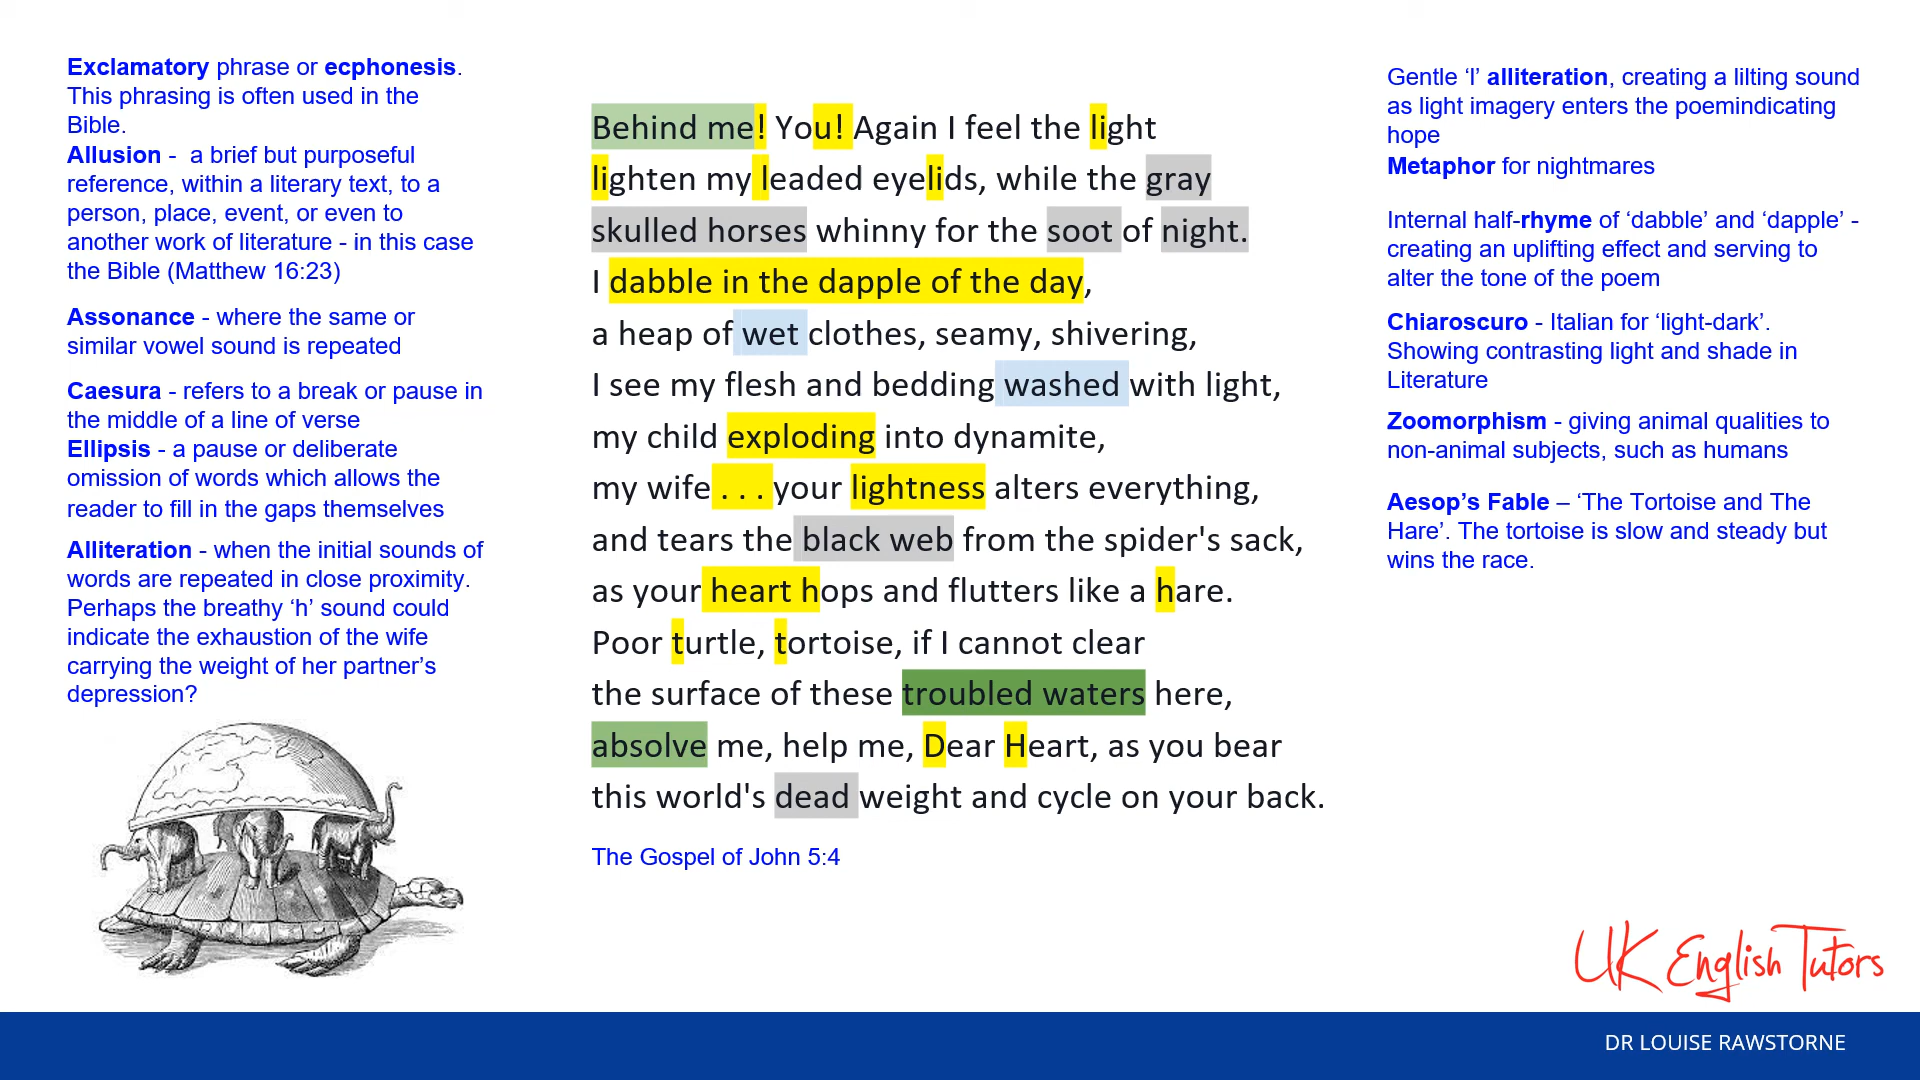 Exclamatory phrase or ecphonesis.
This phrasing is often used in the
Bible.
Allusion - a brief but purposeful
reference, within a literary text, to a
person, place, event, or even to
another work of literature - in this case
the Bible (Matthew 16:23)
Assonance - where the same or
similar vowel sound is repeated
Caesura - refers to a break or pause in
the middle of a line of verse
Ellipsis - a pause or deliberate
omission of words which allows the
reader to fill in the gaps themselves
Alliteration - when the initial sounds of
words are repeated in close proximity.
Perhaps the breathy ‘h’ sound could
indicate the exhaustion of the wife
carrying the weight of her partner’s
depression?
Behind me! You! Again I feel the light
lighten my leaded eyelids, while the gray
skulled horses whinny for the soot of night.
I dabble in the dapple of the day,
a heap of wet clothes, seamy, shivering,
I see my flesh and bedding washed with light,
my child exploding into dynamite,
my wife . . . your lightness alters everything,
and tears the black web from the spider's sack,
as your heart hops and flutters like a hare.
Poor turtle, tortoise, if I cannot clear
the surface of these troubled waters here,
absolve me, help me, Dear Heart, as you bear
this world's dead weight and cycle on your back.
The Gospel of John 5:4
Gentle ‘l’ alliteration, creating a lilting sound
as light imagery enters the poemindicating
hope
Metaphor for nightmares
Internal half-rhyme of ‘dabble’ and ‘dapple’ -
creating an uplifting effect and serving to
alter the tone of the poem
Chiaroscuro - Italian for ‘light-dark’.
Showing contrasting light and shade in
Literature
Zoomorphism - giving animal qualities to
non-animal subjects, such as humans
Aesop’s Fable – ‘The Tortoise and The
Hare’. The tortoise is slow and steady but
wins the race.
UK English Tutors
DR LOUISE RAWSTORNE